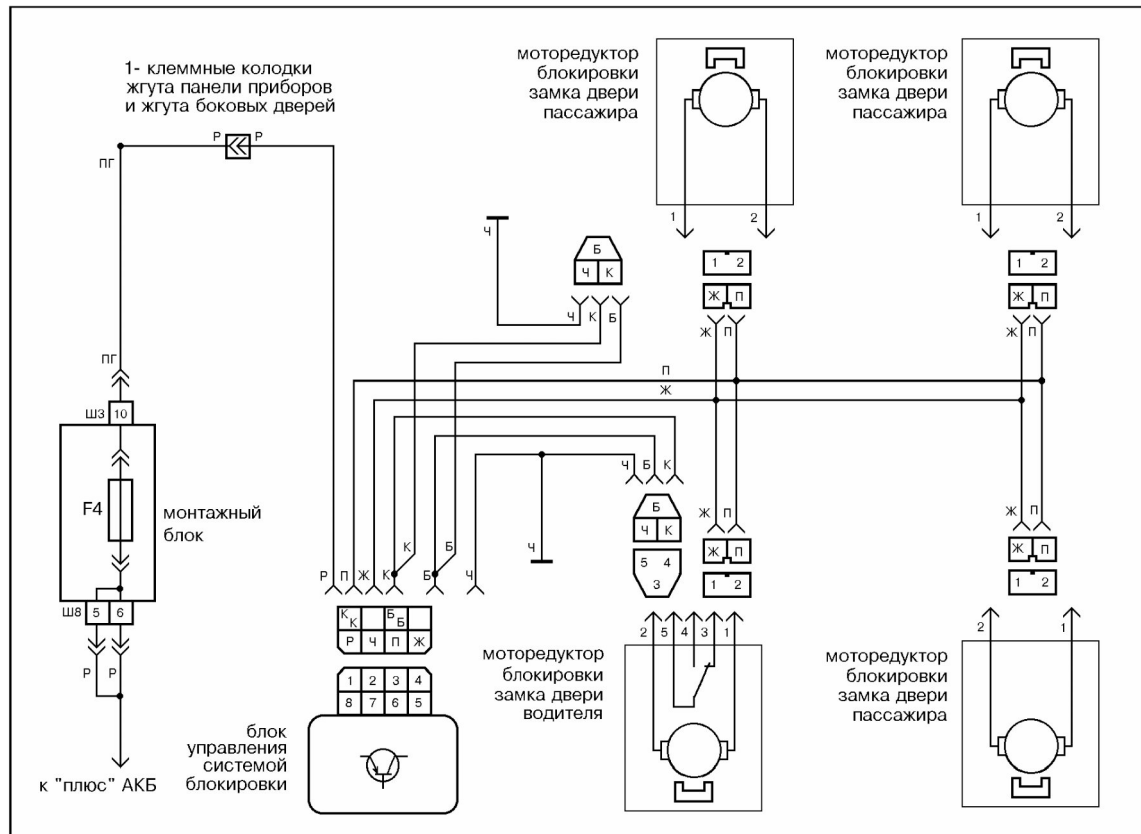 1- клеммные колодки
жгута панели приборов
и жгута боковых дверей
моторедуктор
блокировки
замка двери
пассажира
моторедуктор
блокировки
замка двери
пассажира
Р Р
ПГ
1 2
1 2
Ч
Б
Ч К
1 2
1 2
Ж П
Ж П
Ч К Б
Ж П
Ж П
П
Ж
ПГ
Ш3 10
F4
монтажный
блок
Ч Б К
Б
Ч К
Ж П
Ж П
К Б
Ч
Ж П
Ж П
Р П Ж К Б Ч
5 4
3
1 2
1 2
Ш8 5 6
К К Б Б
Р Ч П Ж
2 5 4 3 1
2 1
Р Р
моторедуктор
блокировки
замка двери
водителя
моторедуктор
блокировки
замка двери
пассажира
1 2 3 4
8 7 6 5
блок
управления
системой
блокировки
к "плюс" АКБ